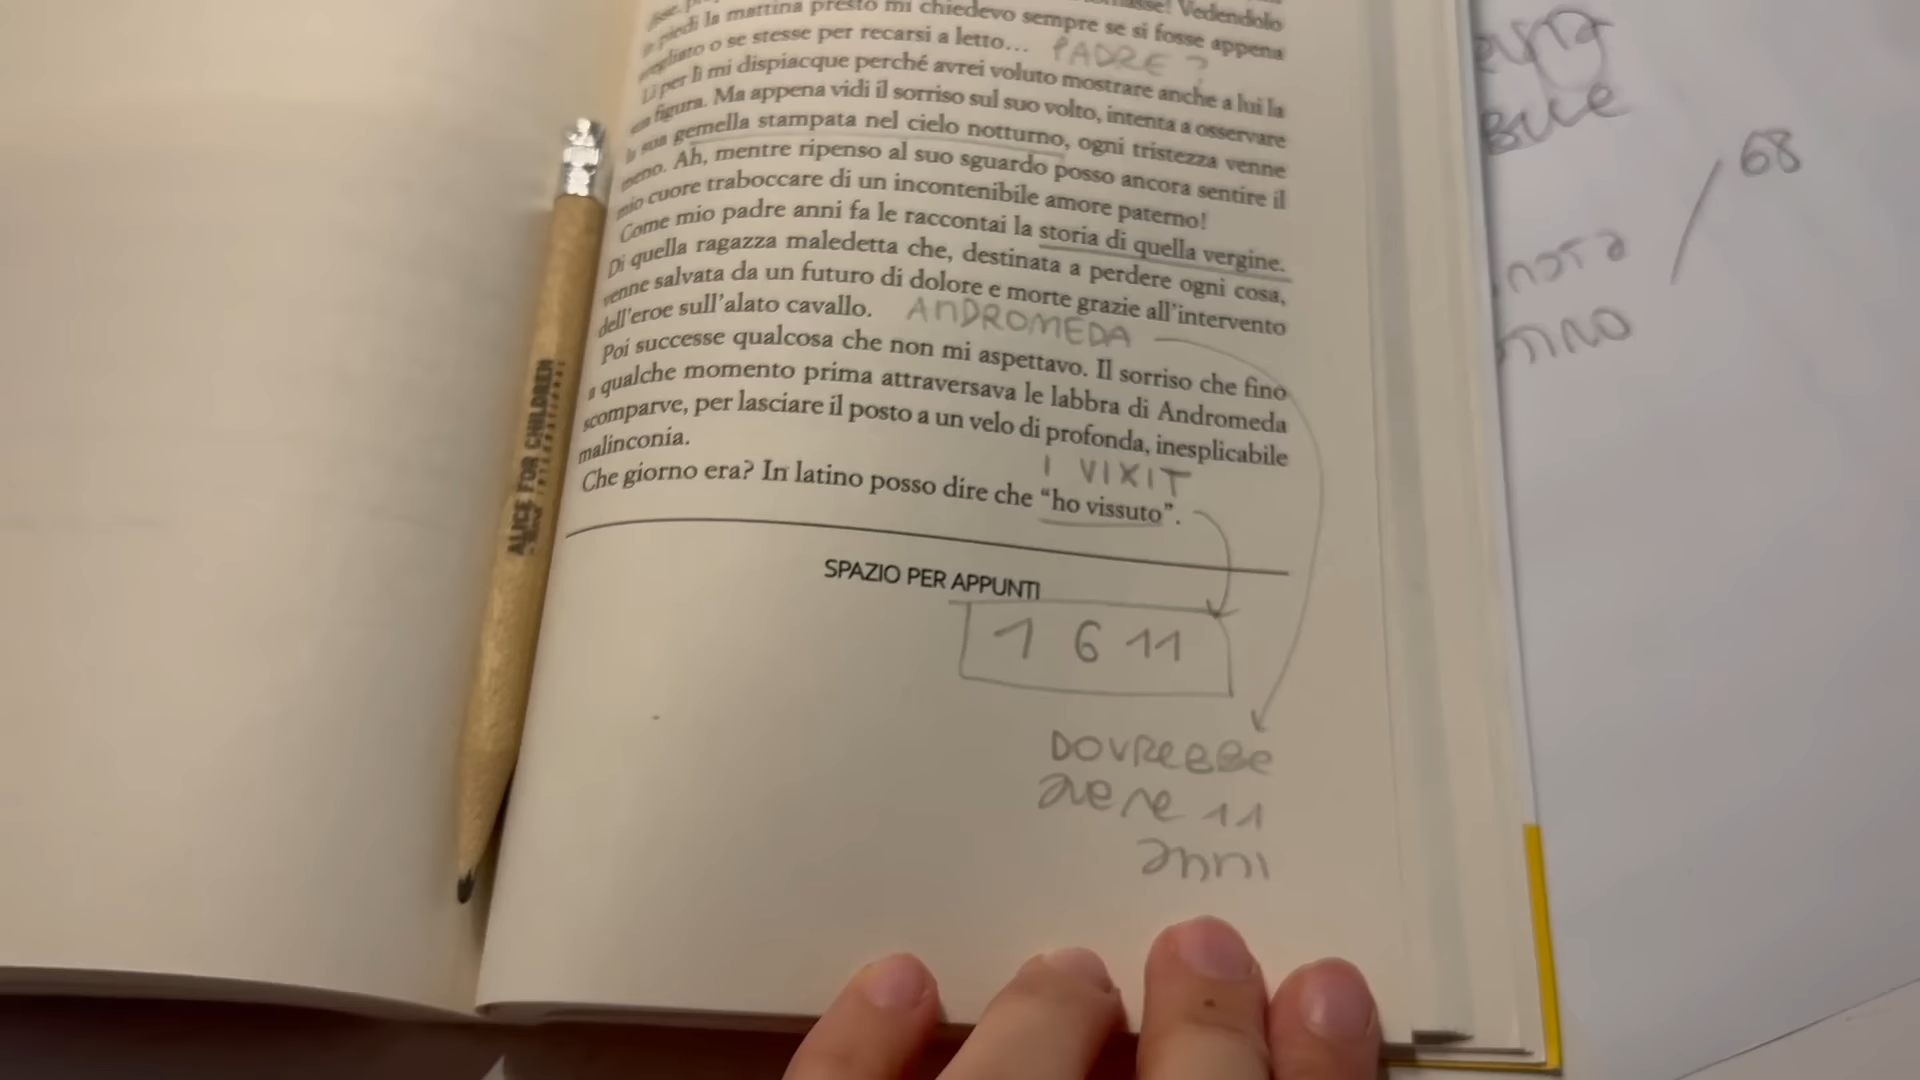 Vedendolo
piedi la mattina presto mi chiedevo sempre se si fosse appena
svegliato o se stesse per recarsi a letto...
PADRE?
Lì per lì mi dispiacque perché avrei voluto mostrare anche a lui la
sua figura. Ma appena vidi il sorriso sul suo volto, intenta a osservare
la sua gemella stampata nel cielo notturno, ogni tristezza venne
meno. Ah, mentre ripenso al suo sguardo posso ancora sentire il
mio cuore traboccare di un incontenibile amore paterno!
Come mio padre anni fa le raccontai la storia di quella vergine.
Di quella ragazza maledetta che, destinata a perdere ogni cosa,
venne salvata da un futuro di dolore e morte grazie all'intervento
dell'eroe sull'alato cavallo.
ANDROMEDA
Poi successe qualcosa che non mi aspettavo. Il sorriso che fino
a qualche momento prima attraversava le labbra di Andromeda
scomparve, per lasciare il posto a un velo di profonda, inesplicabile
malinconia.
VIXIT
Che giorno era? In latino posso dire che “ho vissuto”.
SPAZIO PER APPUNTI
1 6 11
DOVREBBE
avere 11
anni
ALICE FOR CHILDREN
68